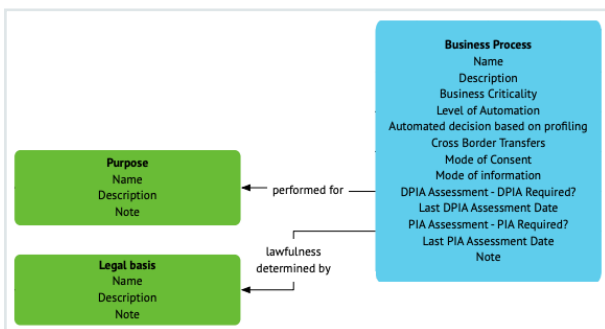 Business Process
Name
Description
Business Criticality
Level of Automation
Automated decision based on profiling
Cross Border Transfers
Mode of Consent
Mode of information
DPIA Assessment - DPIA Required?
Last DPIA Assessment Date
PIA Assessment - PIA Required?
Last PIA Assessment Date
Note
Purpose
Name
Description
Note
performed for
lawfulness
determined by
Legal basis
Name
Description
Note